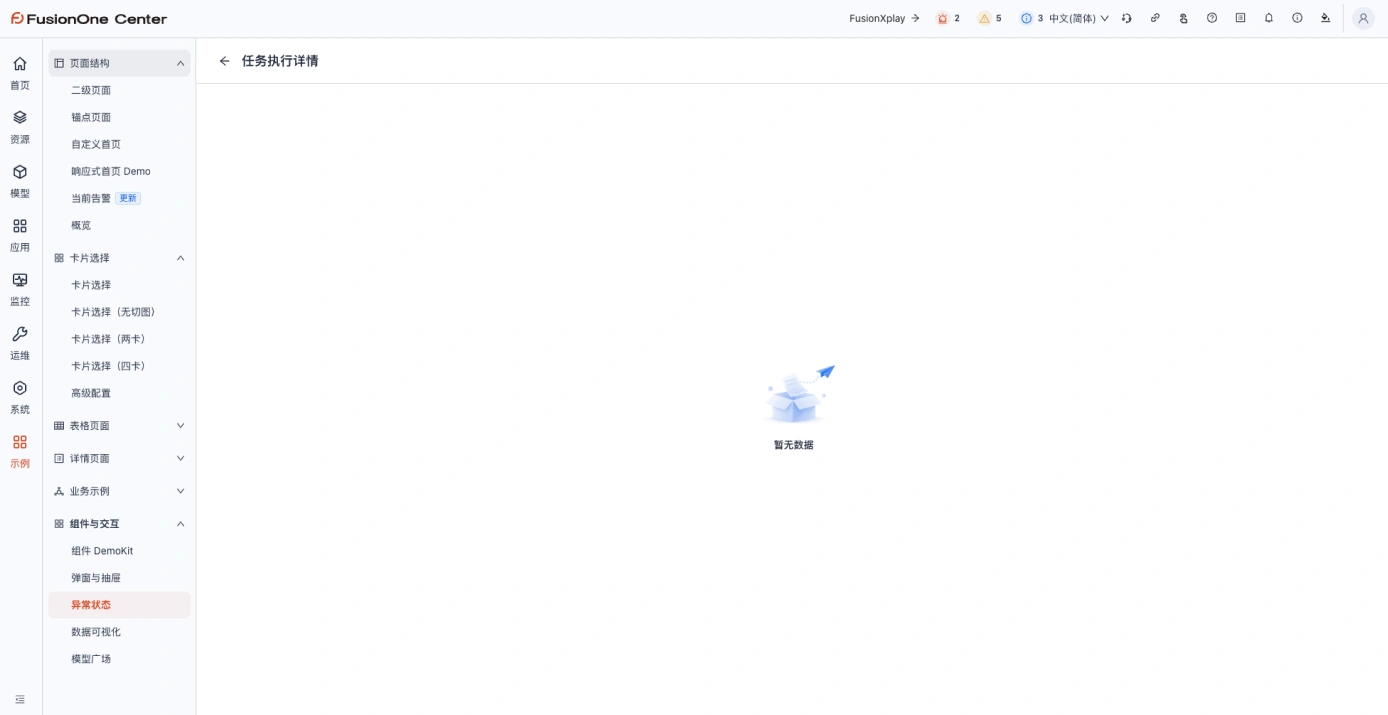 FusionOne Center
FusionXplay
2
5
3
中文(简体)
首页
资源
模型
应用
监控
运维
系统
示例
页面结构
二级页面
锚点页面
自定义首页
响应式首页 Demo
当前告警 更新
概览
卡片选择
卡片选择
卡片选择（无切图）
卡片选择（两卡）
卡片选择（四卡）
高级配置
表格页面
详情页面
业务示例
组件与交互
组件 DemoKit
弹窗与抽屉
异常状态
数据可视化
模型广场
任务执行详情
暂无数据